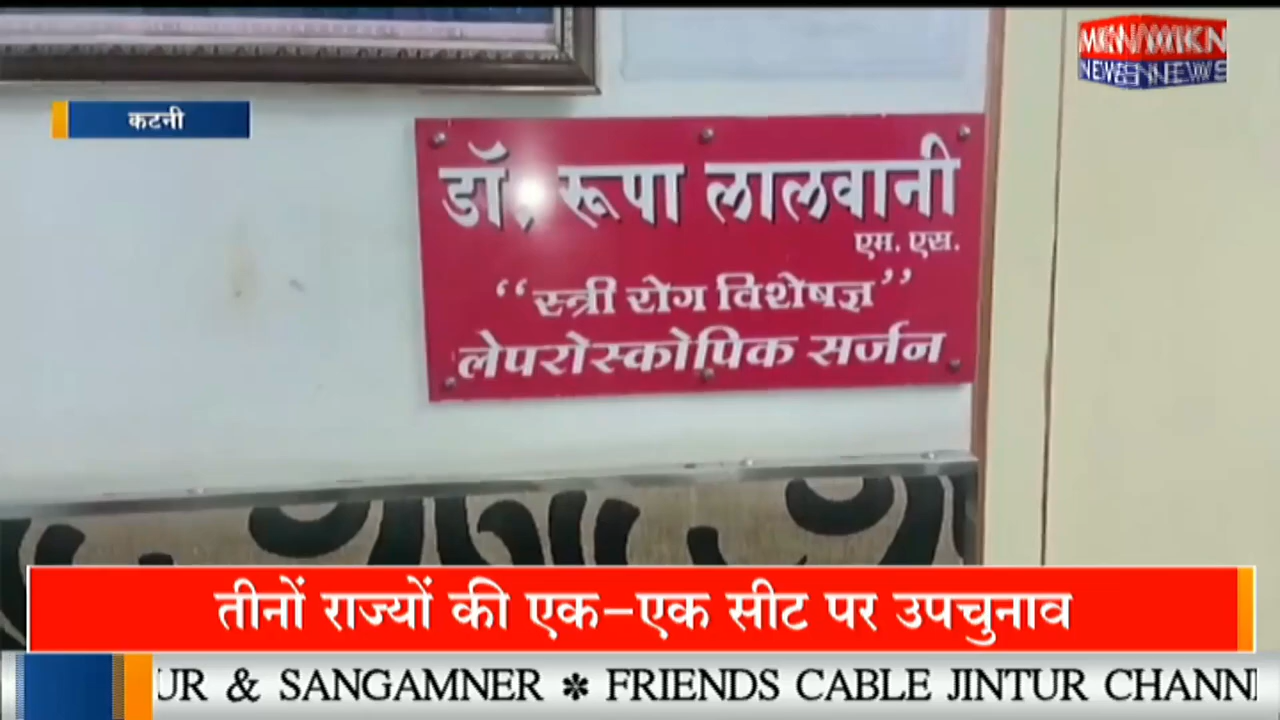 कटनी
डॉ. रूपा लालवानी
एम. एस.
“स्त्री रोग विशेषज्ञ”
लेपरोस्कोपिक सर्जन
तीनों राज्यों की एक–एक सीट पर उपचुनाव
UR & SANGAMNER ✻ FRIENDS CABLE JINTUR CHANN